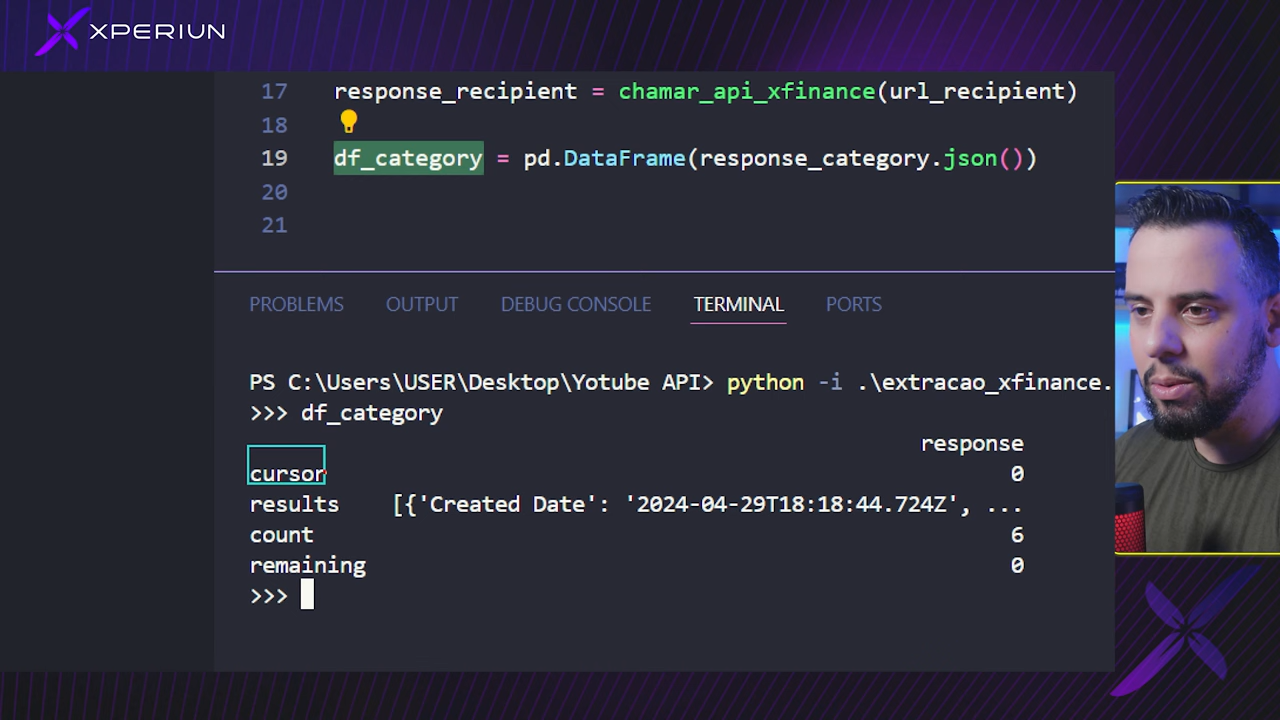 XPERIUN
17 response_recipient = chamar_api_xfinance(url_recipient)
18
19 df_category = pd.DataFrame(response_category.json())
20
21
PROBLEMS OUTPUT DEBUG CONSOLE TERMINAL PORTS
PS C:\Users\USER\Desktop\Yotube API> python -i .\extracao_xfinance.
>>> df_category
response
cursor 0
results [{'Created Date': '2024-04-29T18:18:44.724Z', ...
count 6
remaining 0
>>>